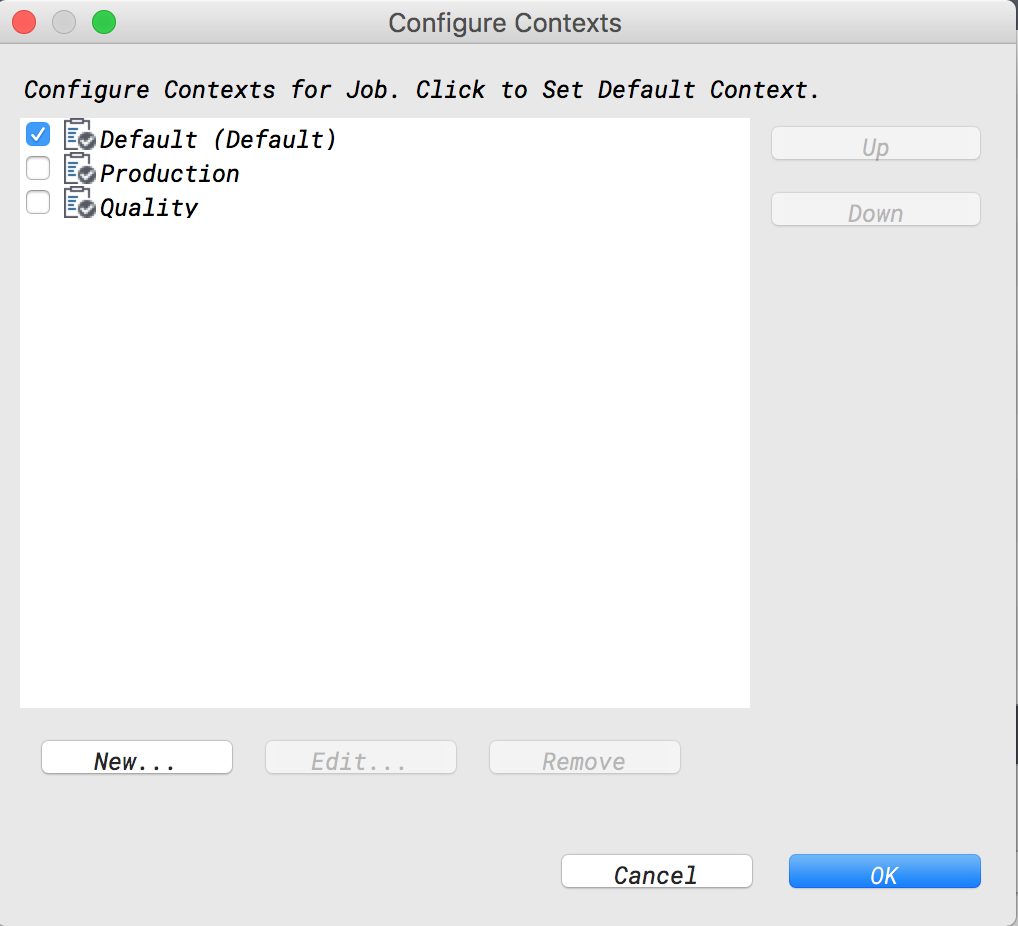 Configure Contexts
Configure Contexts for Job. Click to Set Default Context.
Default (Default)
Production
Quality
Up
Down
New...
Edit...
Remove
Cancel
OK